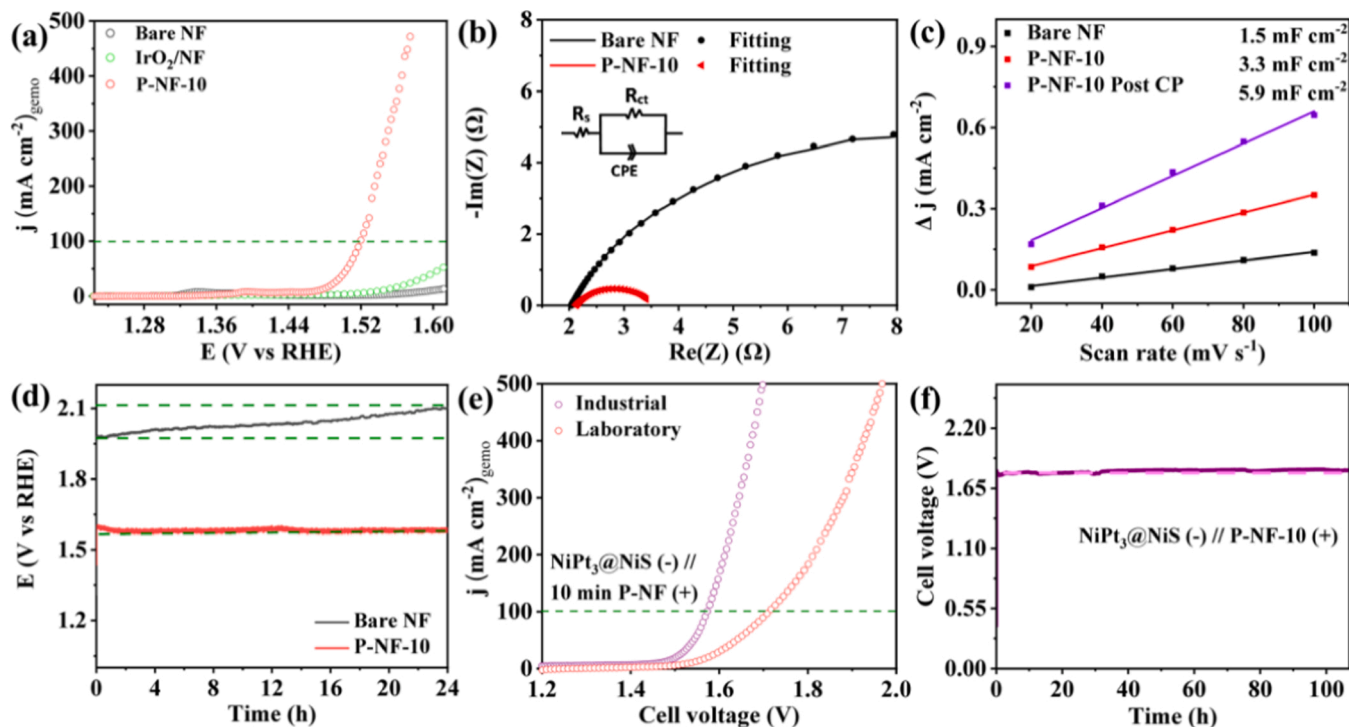 (a)
Bare NF
IrO₂/NF
P-NF-10
j (mA cm⁻²)gemo
500
400
300
200
100
0
1.28 1.36 1.44 1.52 1.60
E (V vs RHE)
(b)
Bare NF Fitting
P-NF-10 Fitting
Rs
Rct
CPE
-Im(Z) (Ω)
8
6
4
2
0
0 1 2 3 4 5 6 7 8
Re(Z) (Ω)
(c)
Bare NF 1.5 mF cm⁻²
P-NF-10 3.3 mF cm⁻²
P-NF-10 Post CP 5.9 mF cm⁻²
Δ j (mA cm⁻²)
0.9
0.6
0.3
0.0
20 40 60 80 100
Scan rate (mV s⁻¹)
(d)
E (V vs RHE)
2.1
1.8
1.5
1.2
Bare NF
P-NF-10
0 4 8 12 16 20 24
Time (h)
(e)
Industrial
Laboratory
j (mA cm⁻²)gemo
500
400
300
200
100
0
NiPt₃@NiS (-) //
10 min P-NF (+)
1.2 1.4 1.6 1.8 2.0
Cell voltage (V)
(f)
Cell voltage (V)
2.20
1.65
1.10
0.55
0.00
NiPt₃@NiS (-) // P-NF-10 (+)
0 20 40 60 80 100
Time (h)